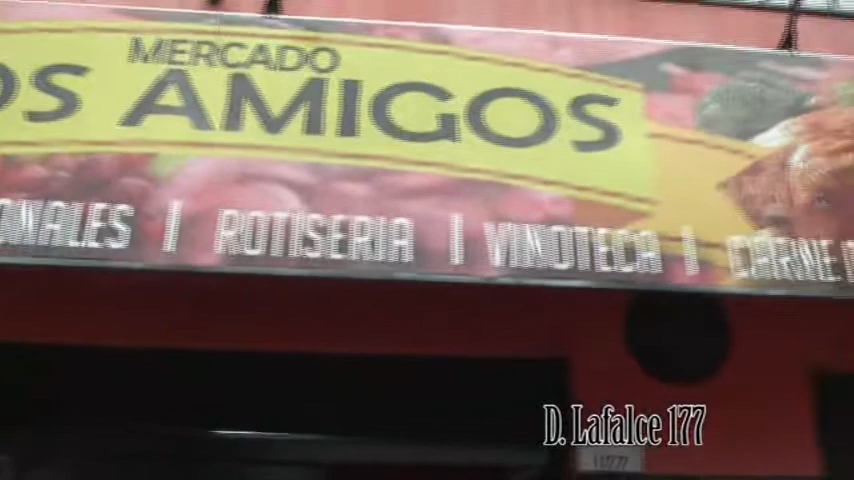 MERCADO
OS AMIGOS
ONALES | ROTISERIA | VINOTECA | CARNE
D. Lafalce 177